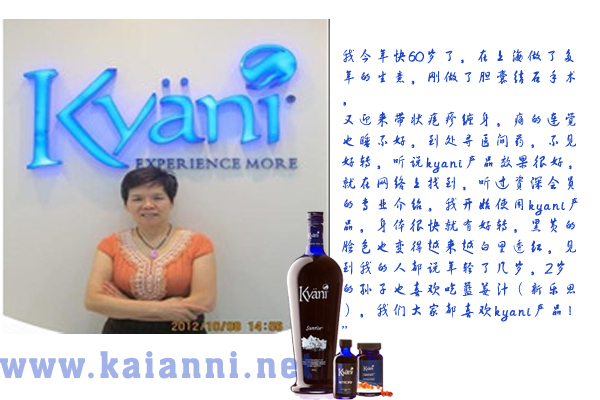 Kyäni
EXPERIENCE MORE
2012/10/08 14:56
我今年快60岁了，在上海做了多
年的生意，刚做了胆囊结石手术
。
又迎来带状疱疹缠身，痛的连觉
也睡不好，到处寻医问药，不见
好转，听说kyani产品效果很好，
就在网络上找到，听过资深会员
的专业介绍，我开始使用kyani产
品，身体很快就有好转，黑黄的
脸色也变得越来越白里透红，见
到我的人都说年轻了几岁，2岁
的孙子也喜欢吃蓝莓汁（新乐思
），我们大家都喜欢kyani产品！
”
Kyäni
Sunrise
Kyäni
Kyäni
www.kaianni.net